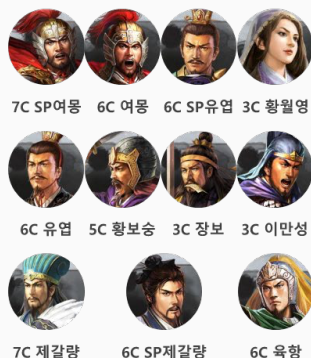 7C SP여몽 6C 여몽 6C SP유엽 3C 황월영
6C 유엽 5C 황보숭 3C 장보 3C 이만성
7C 제갈량 6C SP제갈량 6C 육항